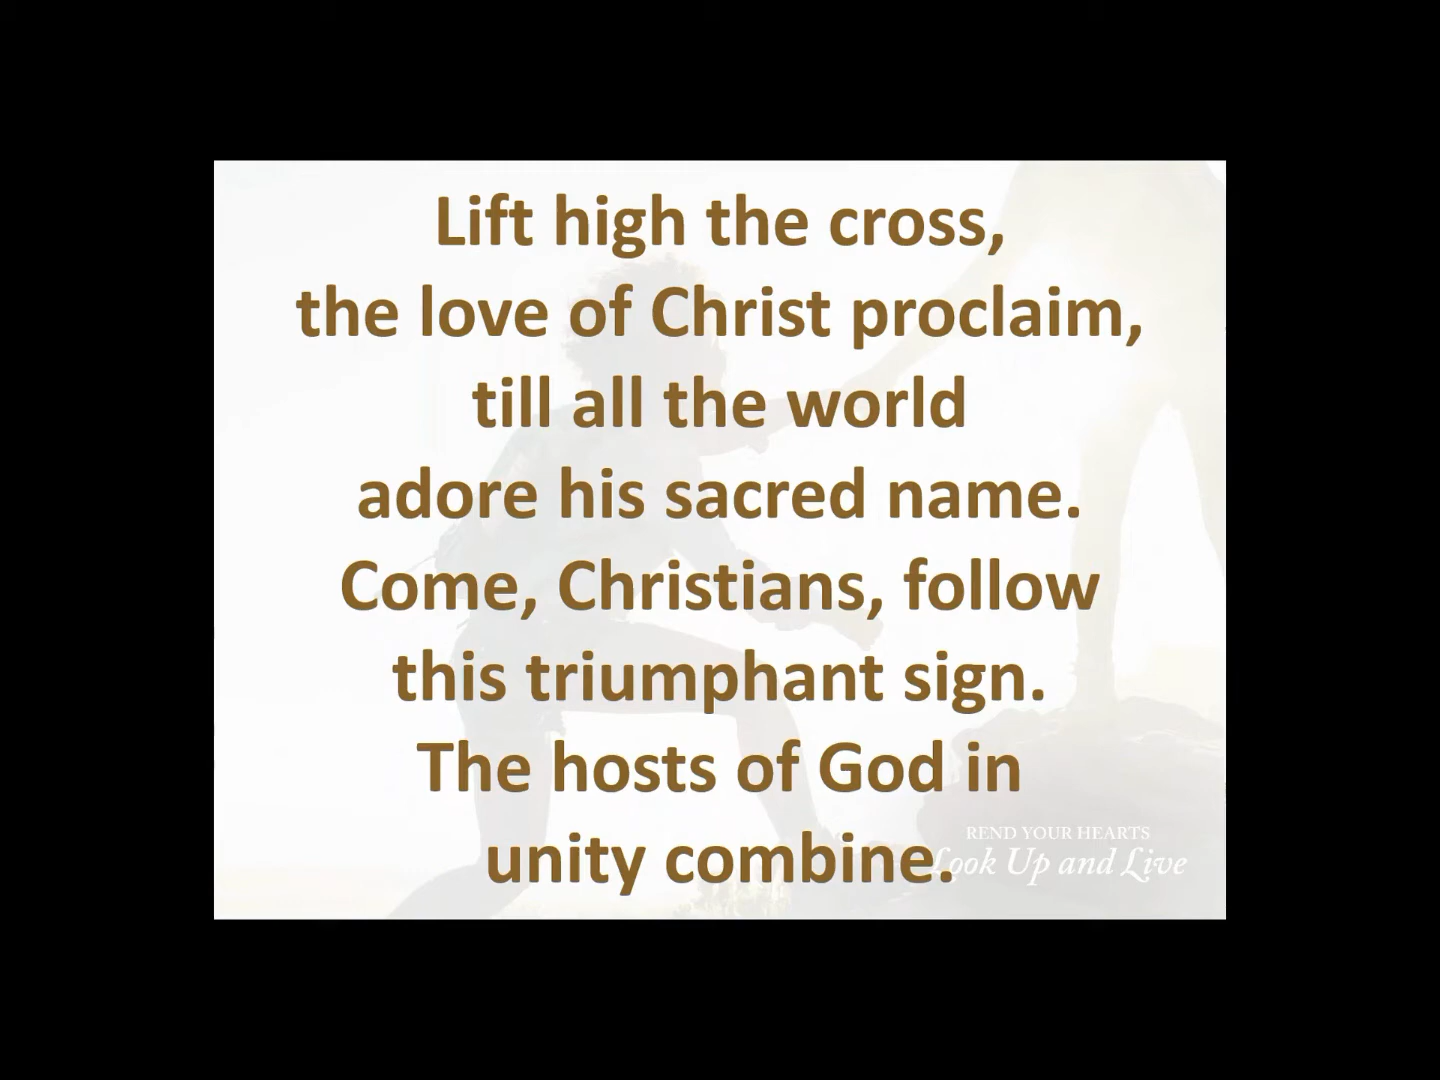 Lift high the cross,
the love of Christ proclaim,
till all the world
adore his sacred name.
Come, Christians, follow
this triumphant sign.
The hosts of God in
unity combine.
REND YOUR HEARTS
Look Up and Live